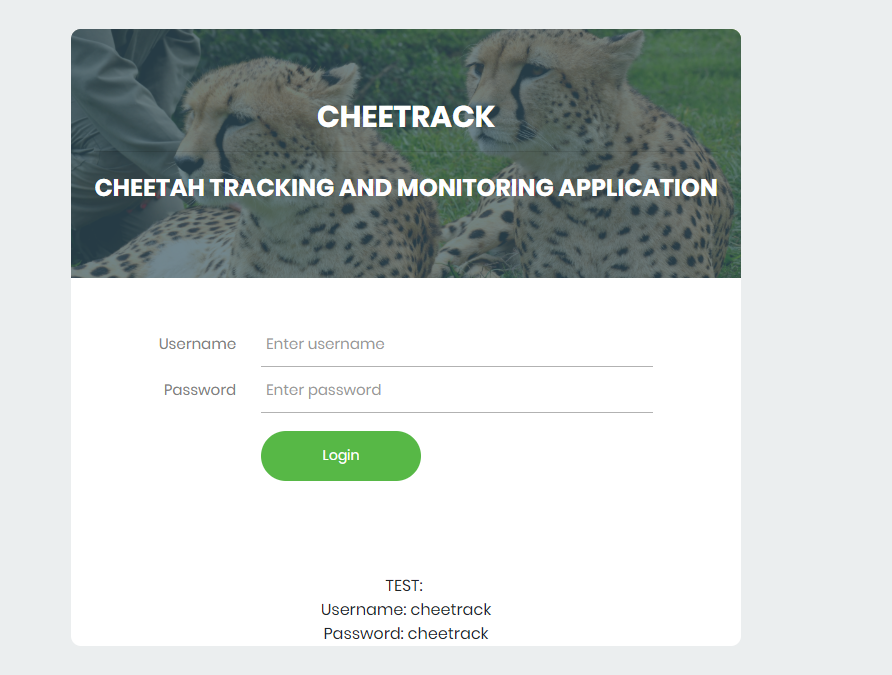 CHEETRACK
CHEETAH TRACKING AND MONITORING APPLICATION
Username Enter username
Password Enter password
Login
TEST:
Username: cheetrack
Password: cheetrack